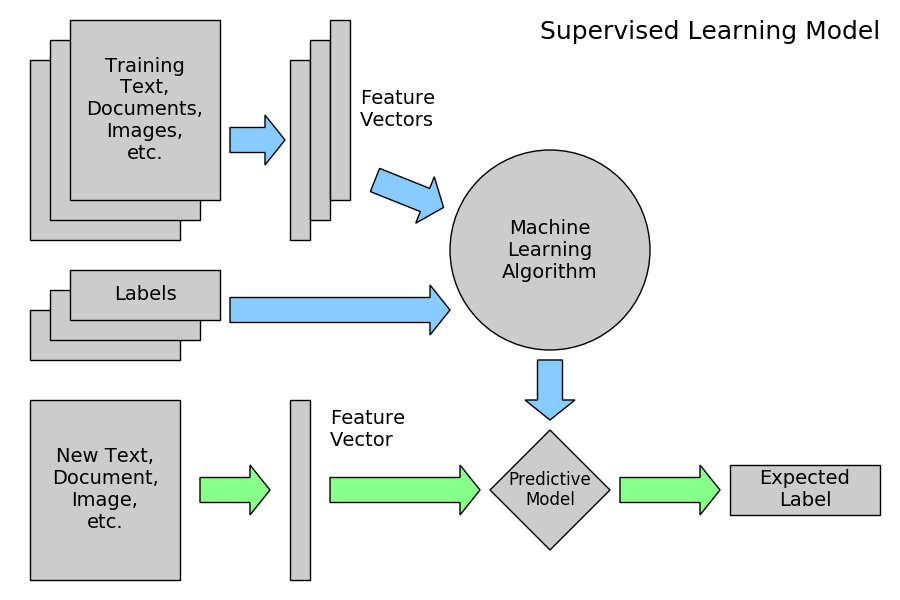 Supervised Learning Model
Training
Text,
Documents,
Images,
etc.
Feature
Vectors
Machine
Learning
Algorithm
Labels
New Text,
Document,
Image,
etc.
Feature
Vector
Predictive
Model
Expected
Label